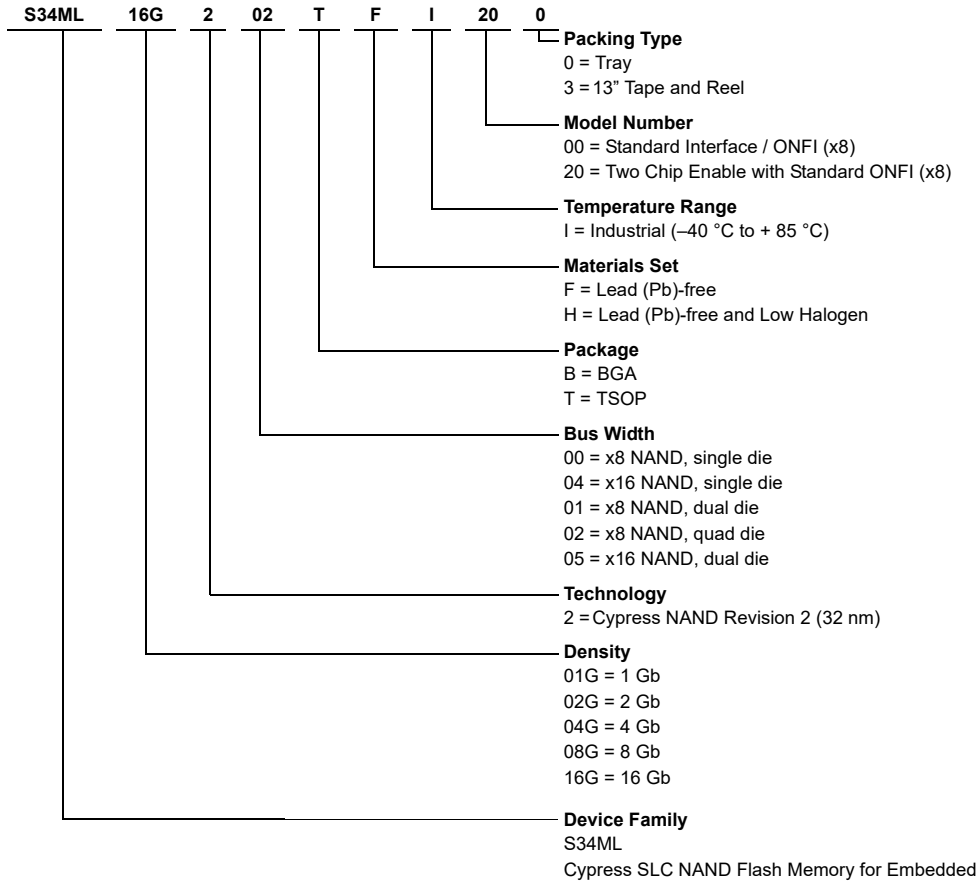 S34ML 16G 2 02 T F I 20 0
Packing Type
0 = Tray
3 = 13” Tape and Reel
Model Number
00 = Standard Interface / ONFI (x8)
20 = Two Chip Enable with Standard ONFI (x8)
Temperature Range
I = Industrial (–40 °C to + 85 °C)
Materials Set
F = Lead (Pb)-free
H = Lead (Pb)-free and Low Halogen
Package
B = BGA
T = TSOP
Bus Width
00 = x8 NAND, single die
04 = x16 NAND, single die
01 = x8 NAND, dual die
02 = x8 NAND, quad die
05 = x16 NAND, dual die
Technology
2 = Cypress NAND Revision 2 (32 nm)
Density
01G = 1 Gb
02G = 2 Gb
04G = 4 Gb
08G = 8 Gb
16G = 16 Gb
Device Family
S34ML
Cypress SLC NAND Flash Memory for Embedded